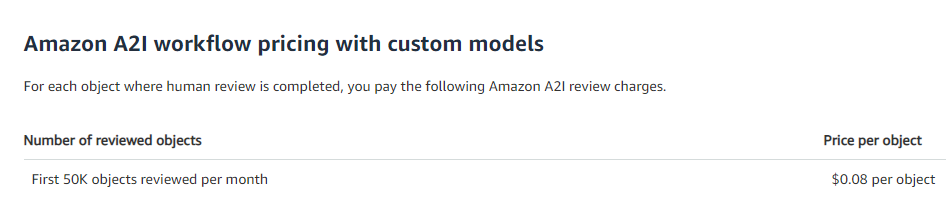 Amazon A2I workflow pricing with custom models
For each object where human review is completed, you pay the following Amazon A2I review charges.
Number of reviewed objects Price per object
First 50K objects reviewed per month $0.08 per object